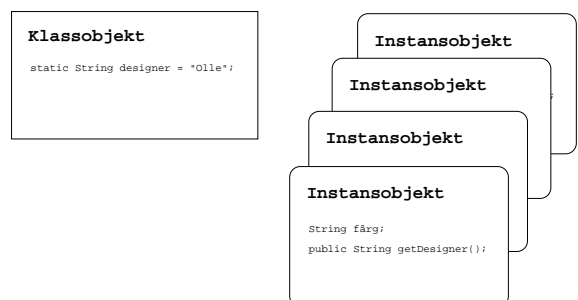 Klassobjekt
static String designer = "Olle";
Instansobjekt
;
Instansobjekt
Instansobjekt
Instansobjekt
String färg;
public String getDesigner();